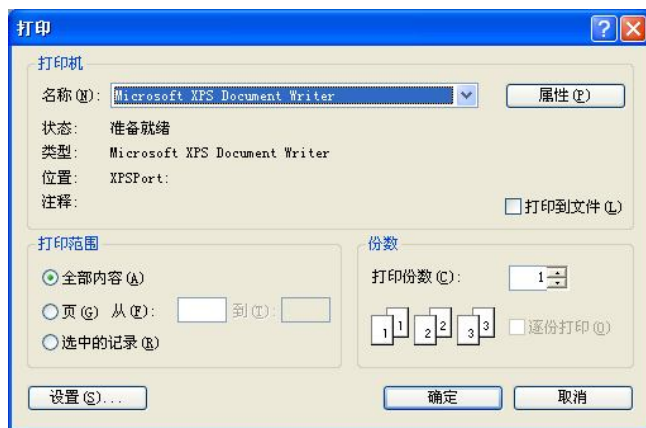 打印
打印机
名称(N): Microsoft XPS Document Writer 属性(P)
状态: 准备就绪
类型: Microsoft XPS Document Writer
位置: XPSPort:
注释: 打印到文件(L)
打印范围 份数
全部内容(A) 打印份数(C): 1
页(G) 从(F): 到(T):
1 1 2 2 3 3 逐份打印(O)
选中的记录(R)
设置(S)... 确定 取消